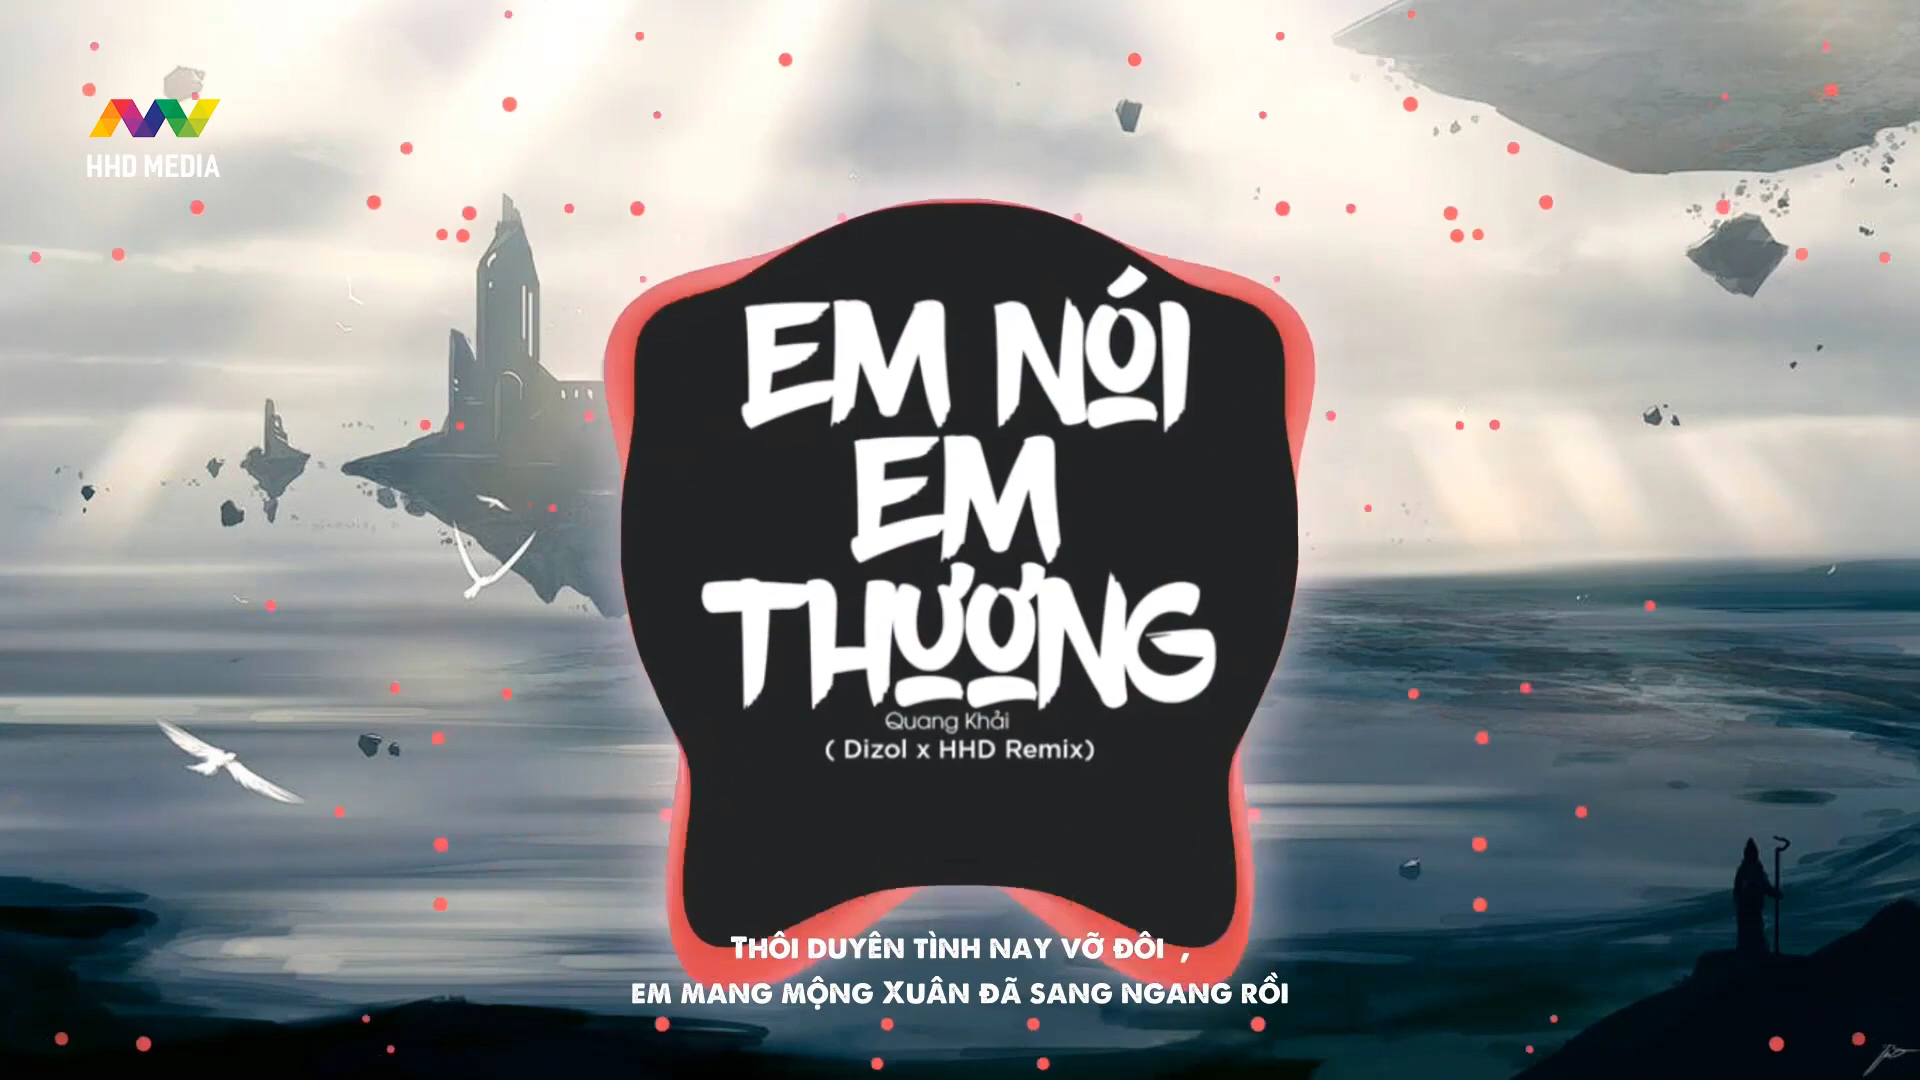 HHD MEDIA
EM NÓI
EM
THƯƠNG
Quang Khải
( Dizol x HHD Remix)
THÔI DUYÊN TÌNH NAY VỠ ĐÔI ,
EM MANG MỘNG XUÂN ĐÃ SANG NGANG RỒI